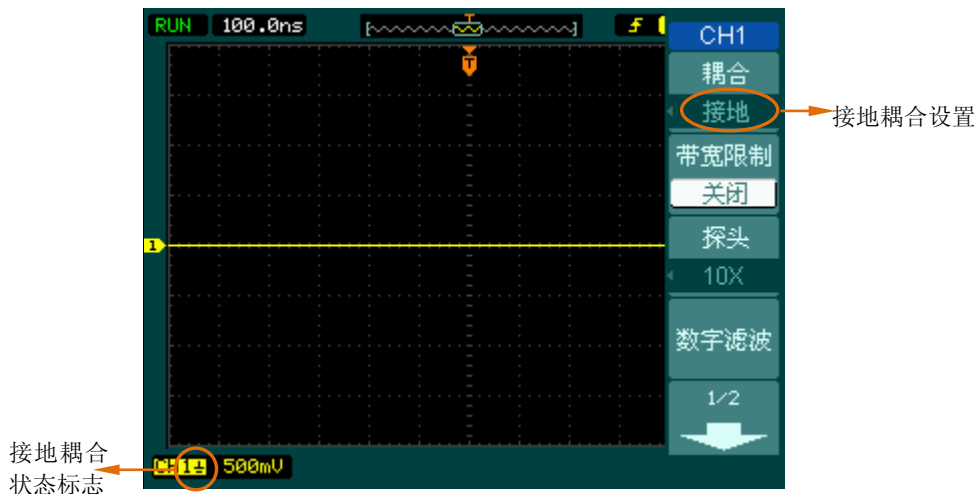 RUN 100.0ns
T
T
CH1
耦合
接地
接地耦合设置
带宽限制
关闭
探头
1
10X
数字滤波
1/2
接地耦合
状态标志
CH1 500mV